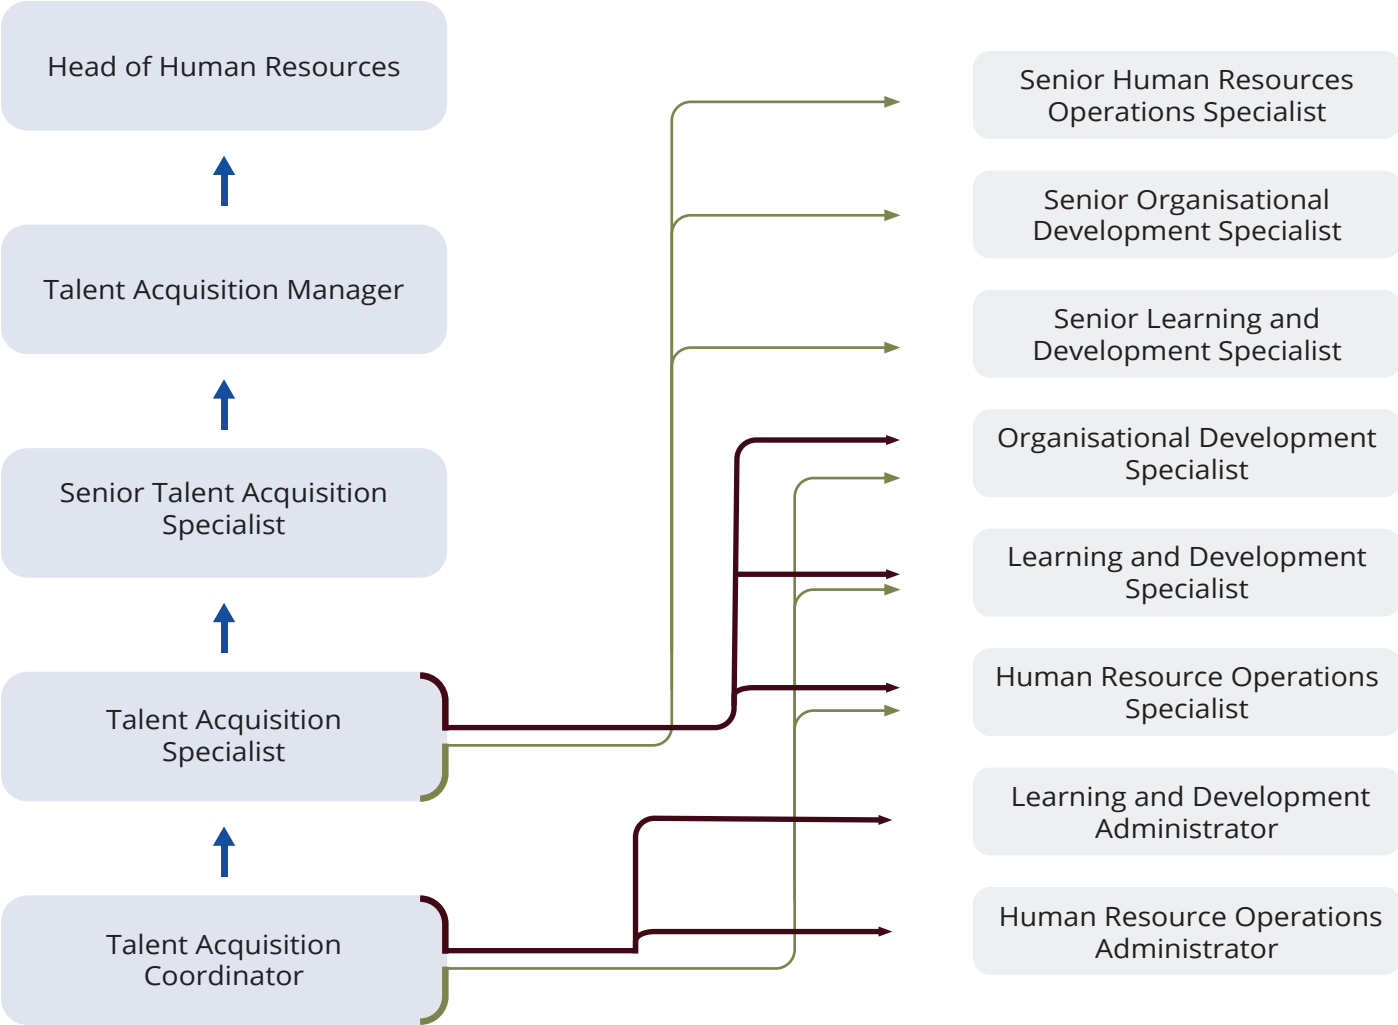 Head of Human Resources
Talent Acquisition Manager
Senior Talent Acquisition
Specialist
Talent Acquisition
Specialist
Talent Acquisition
Coordinator
Senior Human Resources
Operations Specialist
Senior Organisational
Development Specialist
Senior Learning and
Development Specialist
Organisational Development
Specialist
Learning and Development
Specialist
Human Resource Operations
Specialist
Learning and Development
Administrator
Human Resource Operations
Administrator